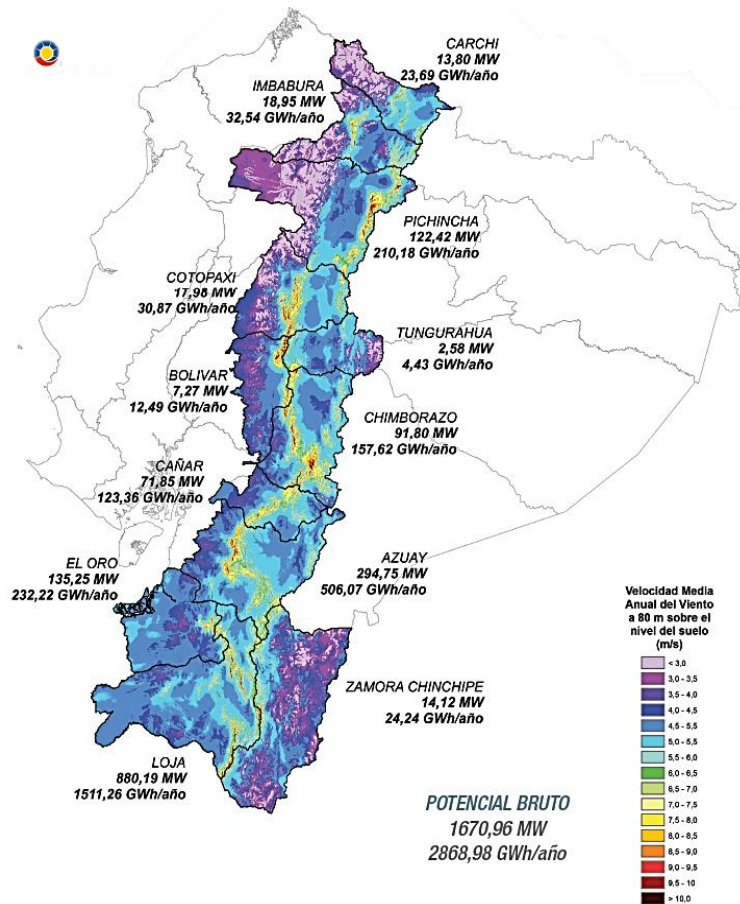 CARCHI
13,80 MW
23,69 GWh/año
IMBABURA
18,95 MW
32,54 GWh/año
PICHINCHA
122,42 MW
210,18 GWh/año
COTOPAXI
17,98 MW
30,87 GWh/año
TUNGURAHUA
2,58 MW
4,43 GWh/año
BOLIVAR
7,27 MW
12,49 GWh/año
CHIMBORAZO
91,80 MW
157,62 GWh/año
CAÑAR
71,85 MW
123,36 GWh/año
EL ORO
135,25 MW
232,22 GWh/año
AZUAY
294,75 MW
506,07 GWh/año
ZAMORA CHINCHIPE
14,12 MW
24,24 GWh/año
LOJA
880,19 MW
1511,26 GWh/año
POTENCIAL BRUTO
1670,96 MW
2868,98 GWh/año
Velocidad Media
Anual del Viento
a 80 m sobre el
nivel del suelo
(m/s)
< 3,0
3,0 - 3,5
3,5 - 4,0
4,0 - 4,5
4,5 - 5,5
5,0 - 5,5
5,5 - 6,0
6,0 - 6,5
6,5 - 7,0
7,0 - 7,5
7,5 - 8,0
8,0 - 8,5
8,5 - 9,0
9,0 - 9,5
9,5 - 10
> 10,0